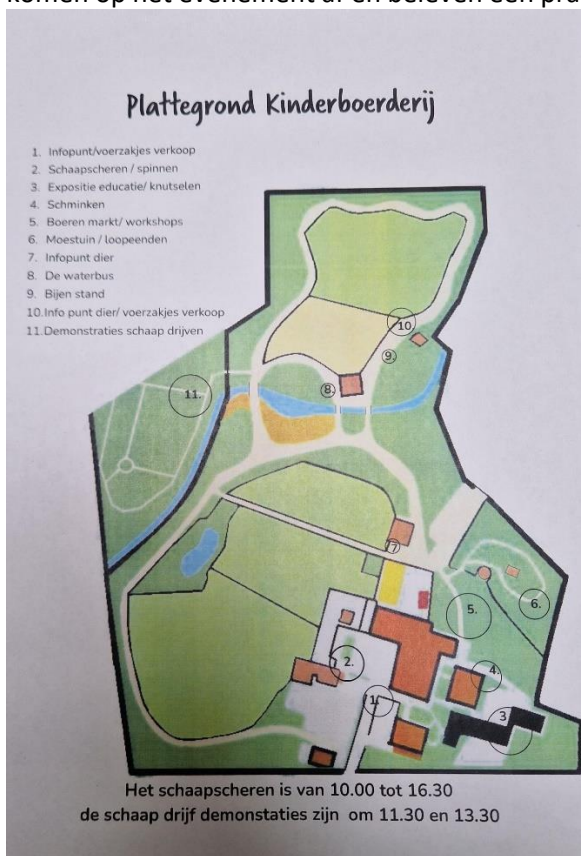 komen op het evenement af en beleven een
Plattegrond Kinderboerderij
1. Infopunt/voerzakjes verkoop
2. Schaapscheren / spinnen
3. Expositie educatie/ knutselen
4. Schminken
5. Boeren markt/ workshops
6. Moestuin / loopeenden
7. Infopunt dier
8. De waterbus
9. Bijen stand
10. Info punt dier/ voerzakjes verkoop
11. Demonstraties schaap drijven
10
9.
8.
11.
7
6.
5.
2.
4.
1.
3
Het schaapscheren is van 10.00 tot 16.30
de schaap drijf demonstaties zijn om 11.30 en 13.30